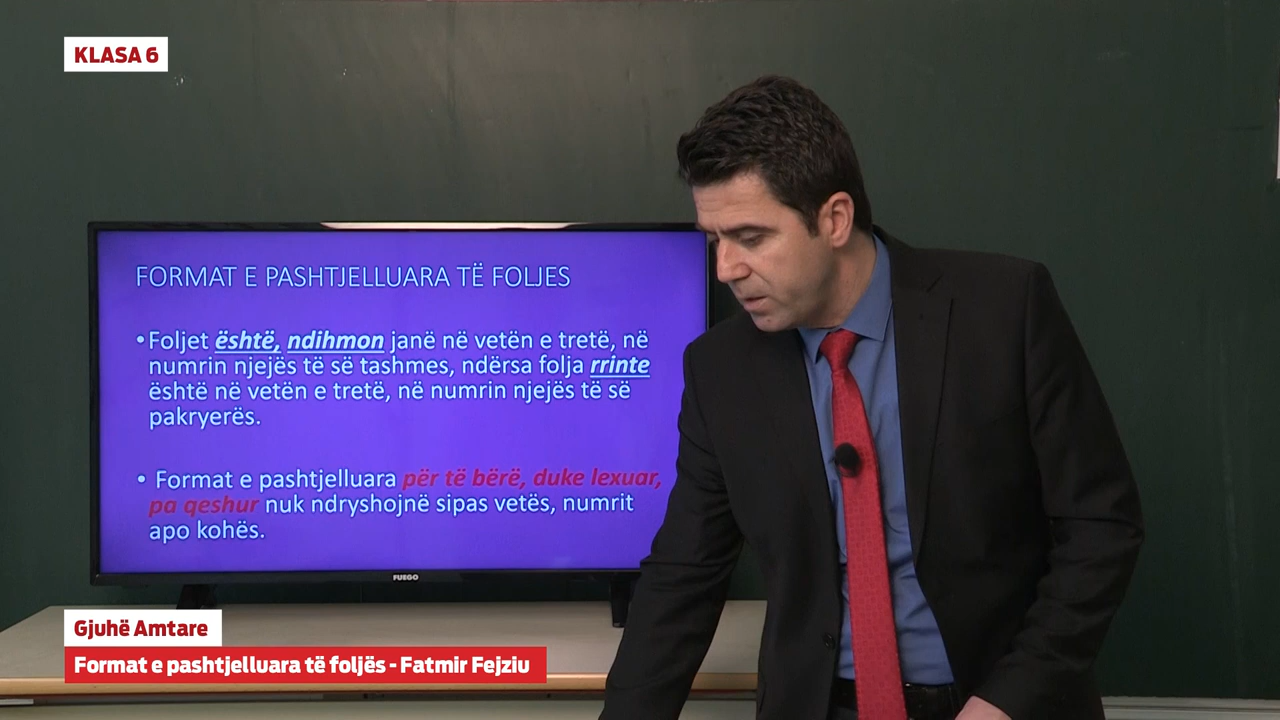 KLASA 6
FORMAT E PASHTJELLUARA TË FOLJES
•Foljet është, ndihmon janë në vetën e tretë, në
numrin njejës të së tashmes, ndërsa folja rrinte
është në vetën e tretë, në numrin njejës të së
pakryerës.
• Format e pashtjelluara për të bërë, duke lexuar,
pa qeshur nuk ndryshojnë sipas vetës, numrit
apo kohës.
FUEGO
Gjuhë Amtare
Format e pashtjelluara të foljës - Fatmir Fejziu